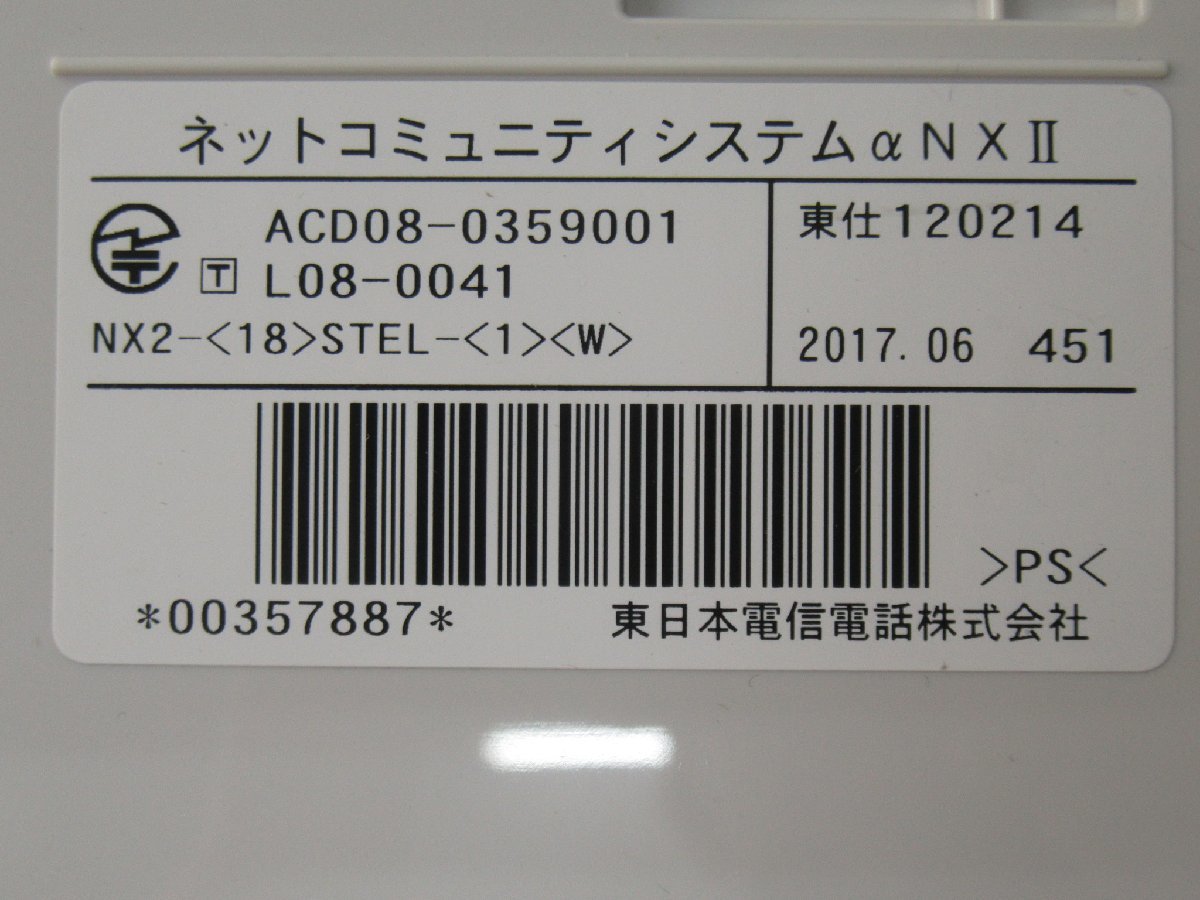 ネットコミュニティシステムαNXⅡ
ACD08-0359001
T L08-0041
NX2-<18>STEL-<1><W>
東仕120214
2017.06 451
>PS<
*00357887*
東日本電信電話株式会社